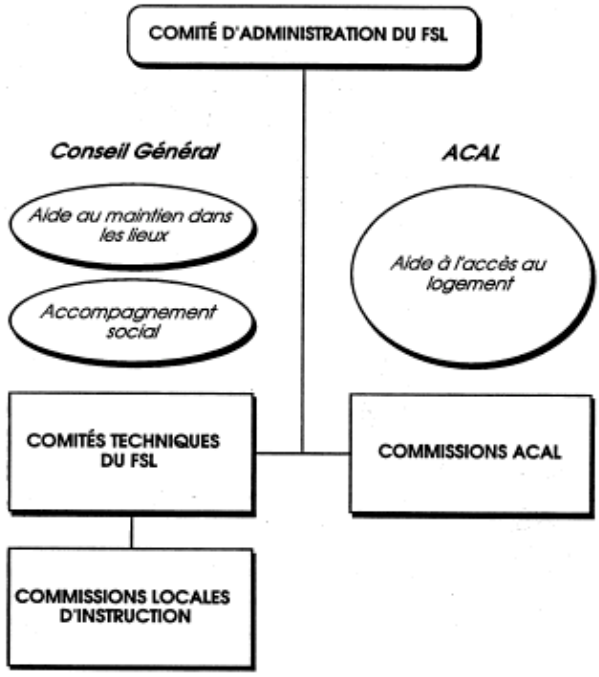 COMITÉ D'ADMINISTRATION DU FSL
Conseil Général
Aide au maintien dans
les lieux
Accompagnement
social
COMITÉS TECHNIQUES
DU FSL
COMMISSIONS LOCALES
D'INSTRUCTION
ACAL
Aide à l'accès au
logement
COMMISSIONS ACAL